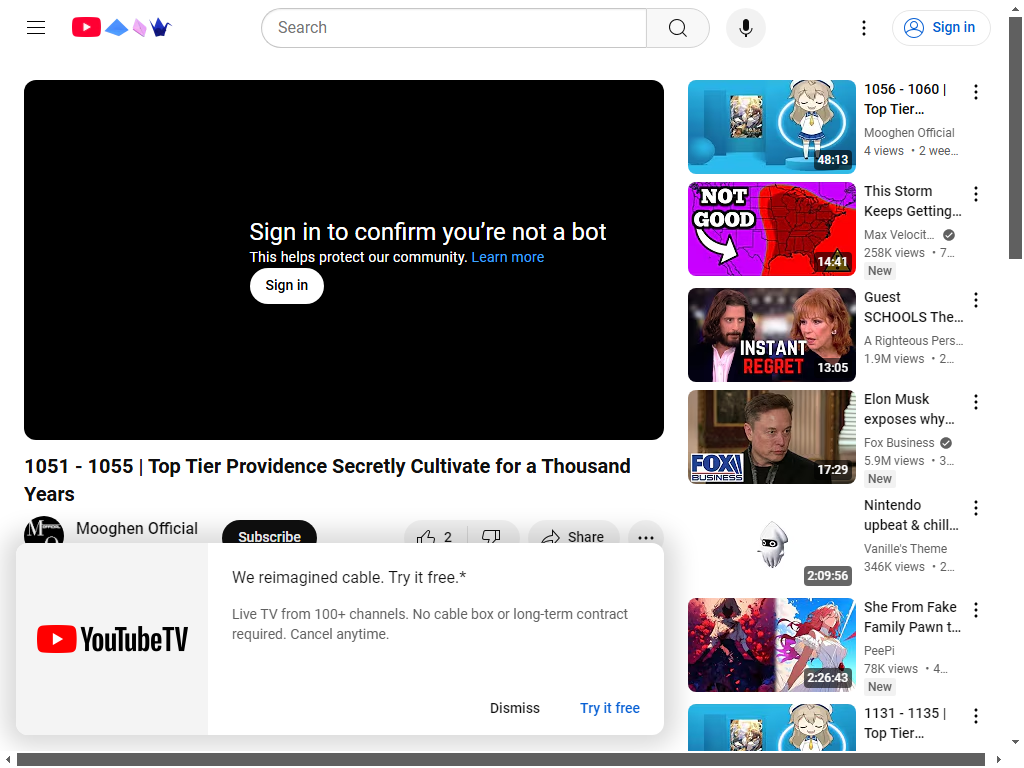 Search
Sign in
Sign in to confirm you’re not a bot
This helps protect our community. Learn more
Sign in
1051 - 1055 | Top Tier Providence Secretly Cultivate for a Thousand
Years
Mooghen Official
Subscribe
2
Share
We reimagined cable. Try it free.*
Live TV from 100+ channels. No cable box or long-term contract
required. Cancel anytime.
YouTubeTV
Dismiss
Try it free
48:13
1056 - 1060 |
Top Tier…
Mooghen Official
4 views • 2 wee…
NOT
GOOD
14:41
This Storm
Keeps Getting…
Max Velocit…
258K views • 7…
New
INSTANT
REGRET
13:05
Guest
SCHOOLS The…
A Righteous Pers…
1.9M views • 2…
FOX
BUSINESS
17:29
Elon Musk
exposes why…
Fox Business
5.9M views • 3…
New
2:09:56
Nintendo
upbeat & chill…
Vanille's Theme
346K views • 2…
2:26:43
She From Fake
Family Pawn t…
PeePi
78K views • 4…
New
1131 - 1135 |
Top Tier…